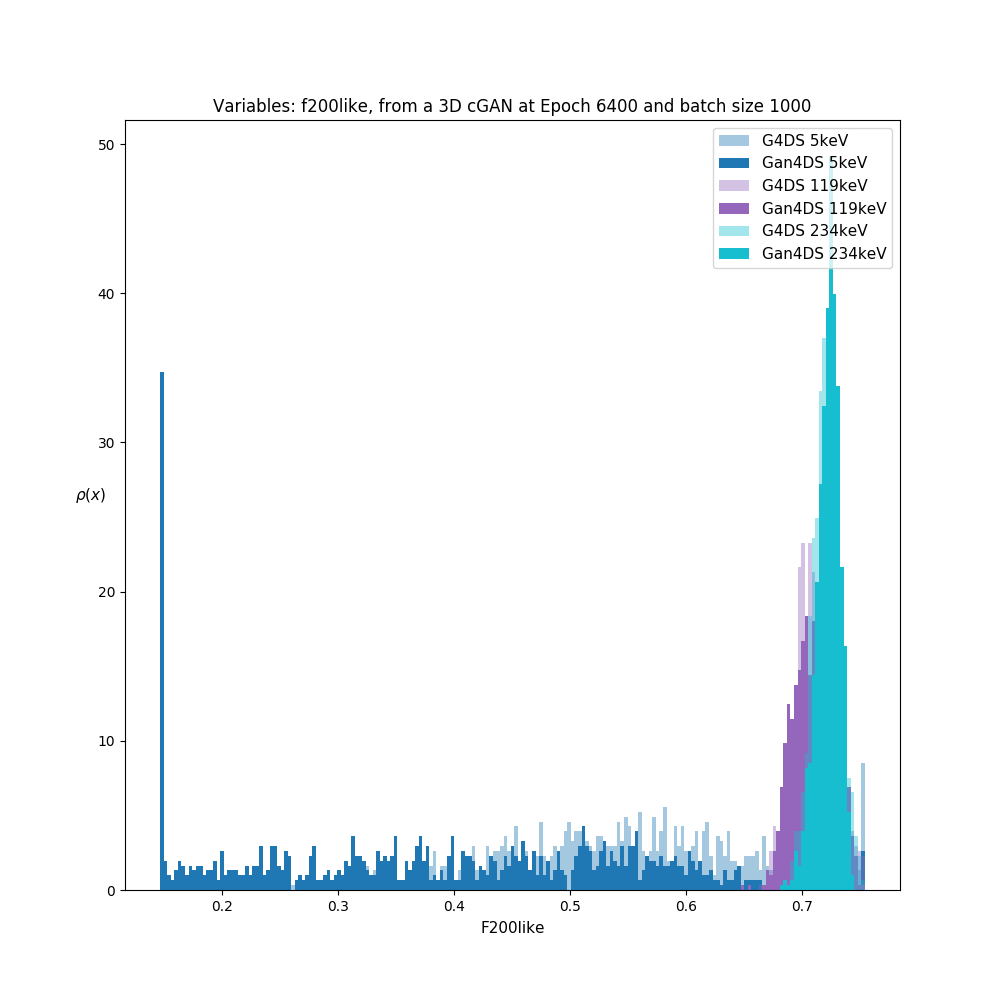 Variables: f200like, from a 3D cGAN at Epoch 6400 and batch size 1000
50
40
30
20
10
0
ρ(x)
G4DS 5keV
Gan4DS 5keV
G4DS 119keV
Gan4DS 119keV
G4DS 234keV
Gan4DS 234keV
0.2 0.3 0.4 0.5 0.6 0.7
F200like